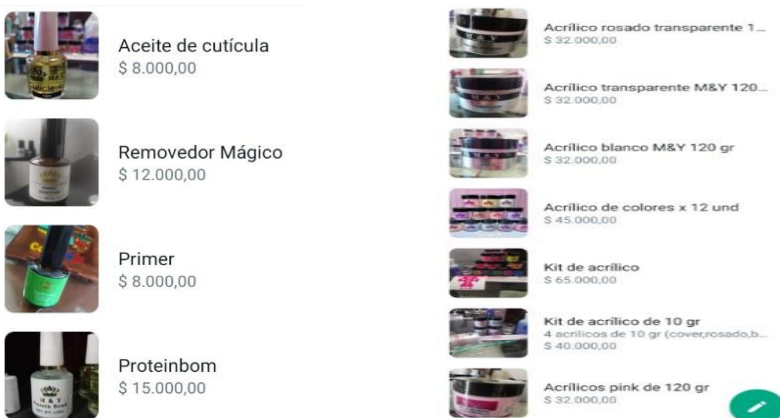 Aceite de cutícula
$ 8.000,00
Removedor Mágico
$ 12.000,00
Primer
$ 8.000,00
Proteinbom
$ 15.000,00
Acrílico rosado transparente 1...
$ 32.000,00
Acrílico transparente M&Y 120...
$ 32.000,00
Acrílico blanco M&Y 120 gr
$ 32.000,00
Acrílico de colores x 12 und
$ 45.000,00
Kit de acrílico
$ 65.000,00
Kit de acrílico de 10 gr
4 acrilicos de 10 gr (cover,rosado,b...
$ 40.000,00
Acrílicos pink de 120 gr
$ 32.000,00